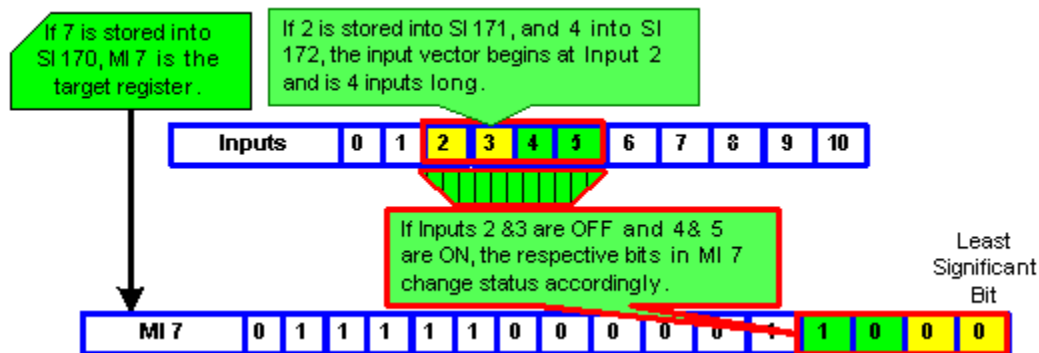 If 7 is stored into
SI 170, MI 7 is the
target register.
If 2 is stored into SI 171, and 4 into SI
172, the input vector begins at Input 2
and is 4 inputs long.
Inputs 0 1 2 3 4 5 6 7 8 9 10
If Inputs 2 &3 are OFF and 4& 5
are ON, the respective bits in MI 7
change status accordingly.
Least
Significant
Bit
MI 7 0 1 1 1 1 1 0 0 0 0 0 1 1 0 0 0